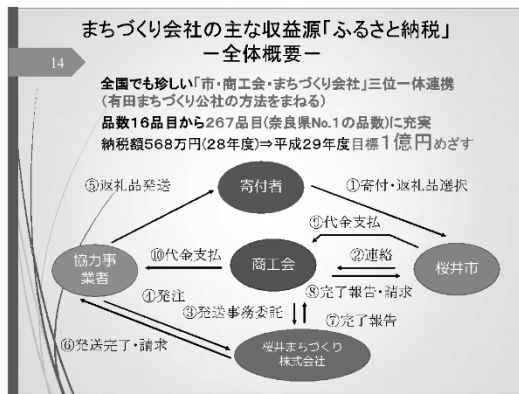 まちづくり会社の主な収益源「ふるさと納税」
－全体概要－
14
全国でも珍しい「市・商工会・まちづくり会社」三位一体連携
(有田まちづくり公社の方法をまねる)
品数16品目から267品目(奈良県No.1の品数)に充実
納税額568万円(28年度)⇒平成29年度目標1億円めざす
⑤返礼品発送
寄付者
①寄付・返礼品選択
⑨代金支払
⑩代金支払
②連絡
協力事
業者
商工会
桜井市
④発注
⑧完了報告・請求
③発送事務委託
⑦完了報告
⑥発送完了・請求
桜井まちづくり
株式会社